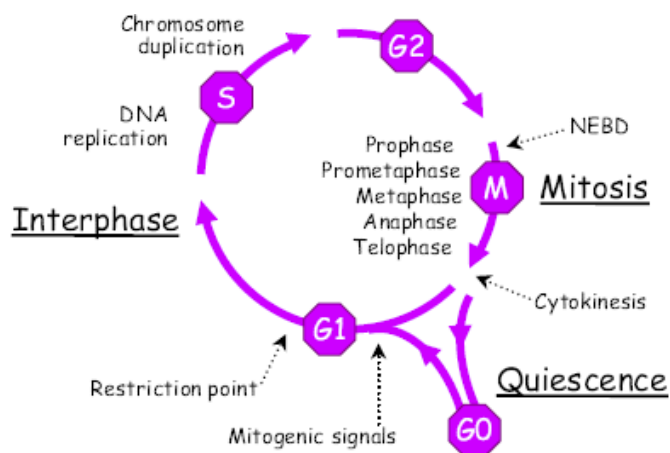 Chromosome
duplication
G2
S
DNA
replication
NEBD
Prophase
Prometaphase
Metaphase
Anaphase
Telophase
M
Mitosis
Interphase
Cytokinesis
G1
Restriction point
Quiescence
Mitogenic signals
G0